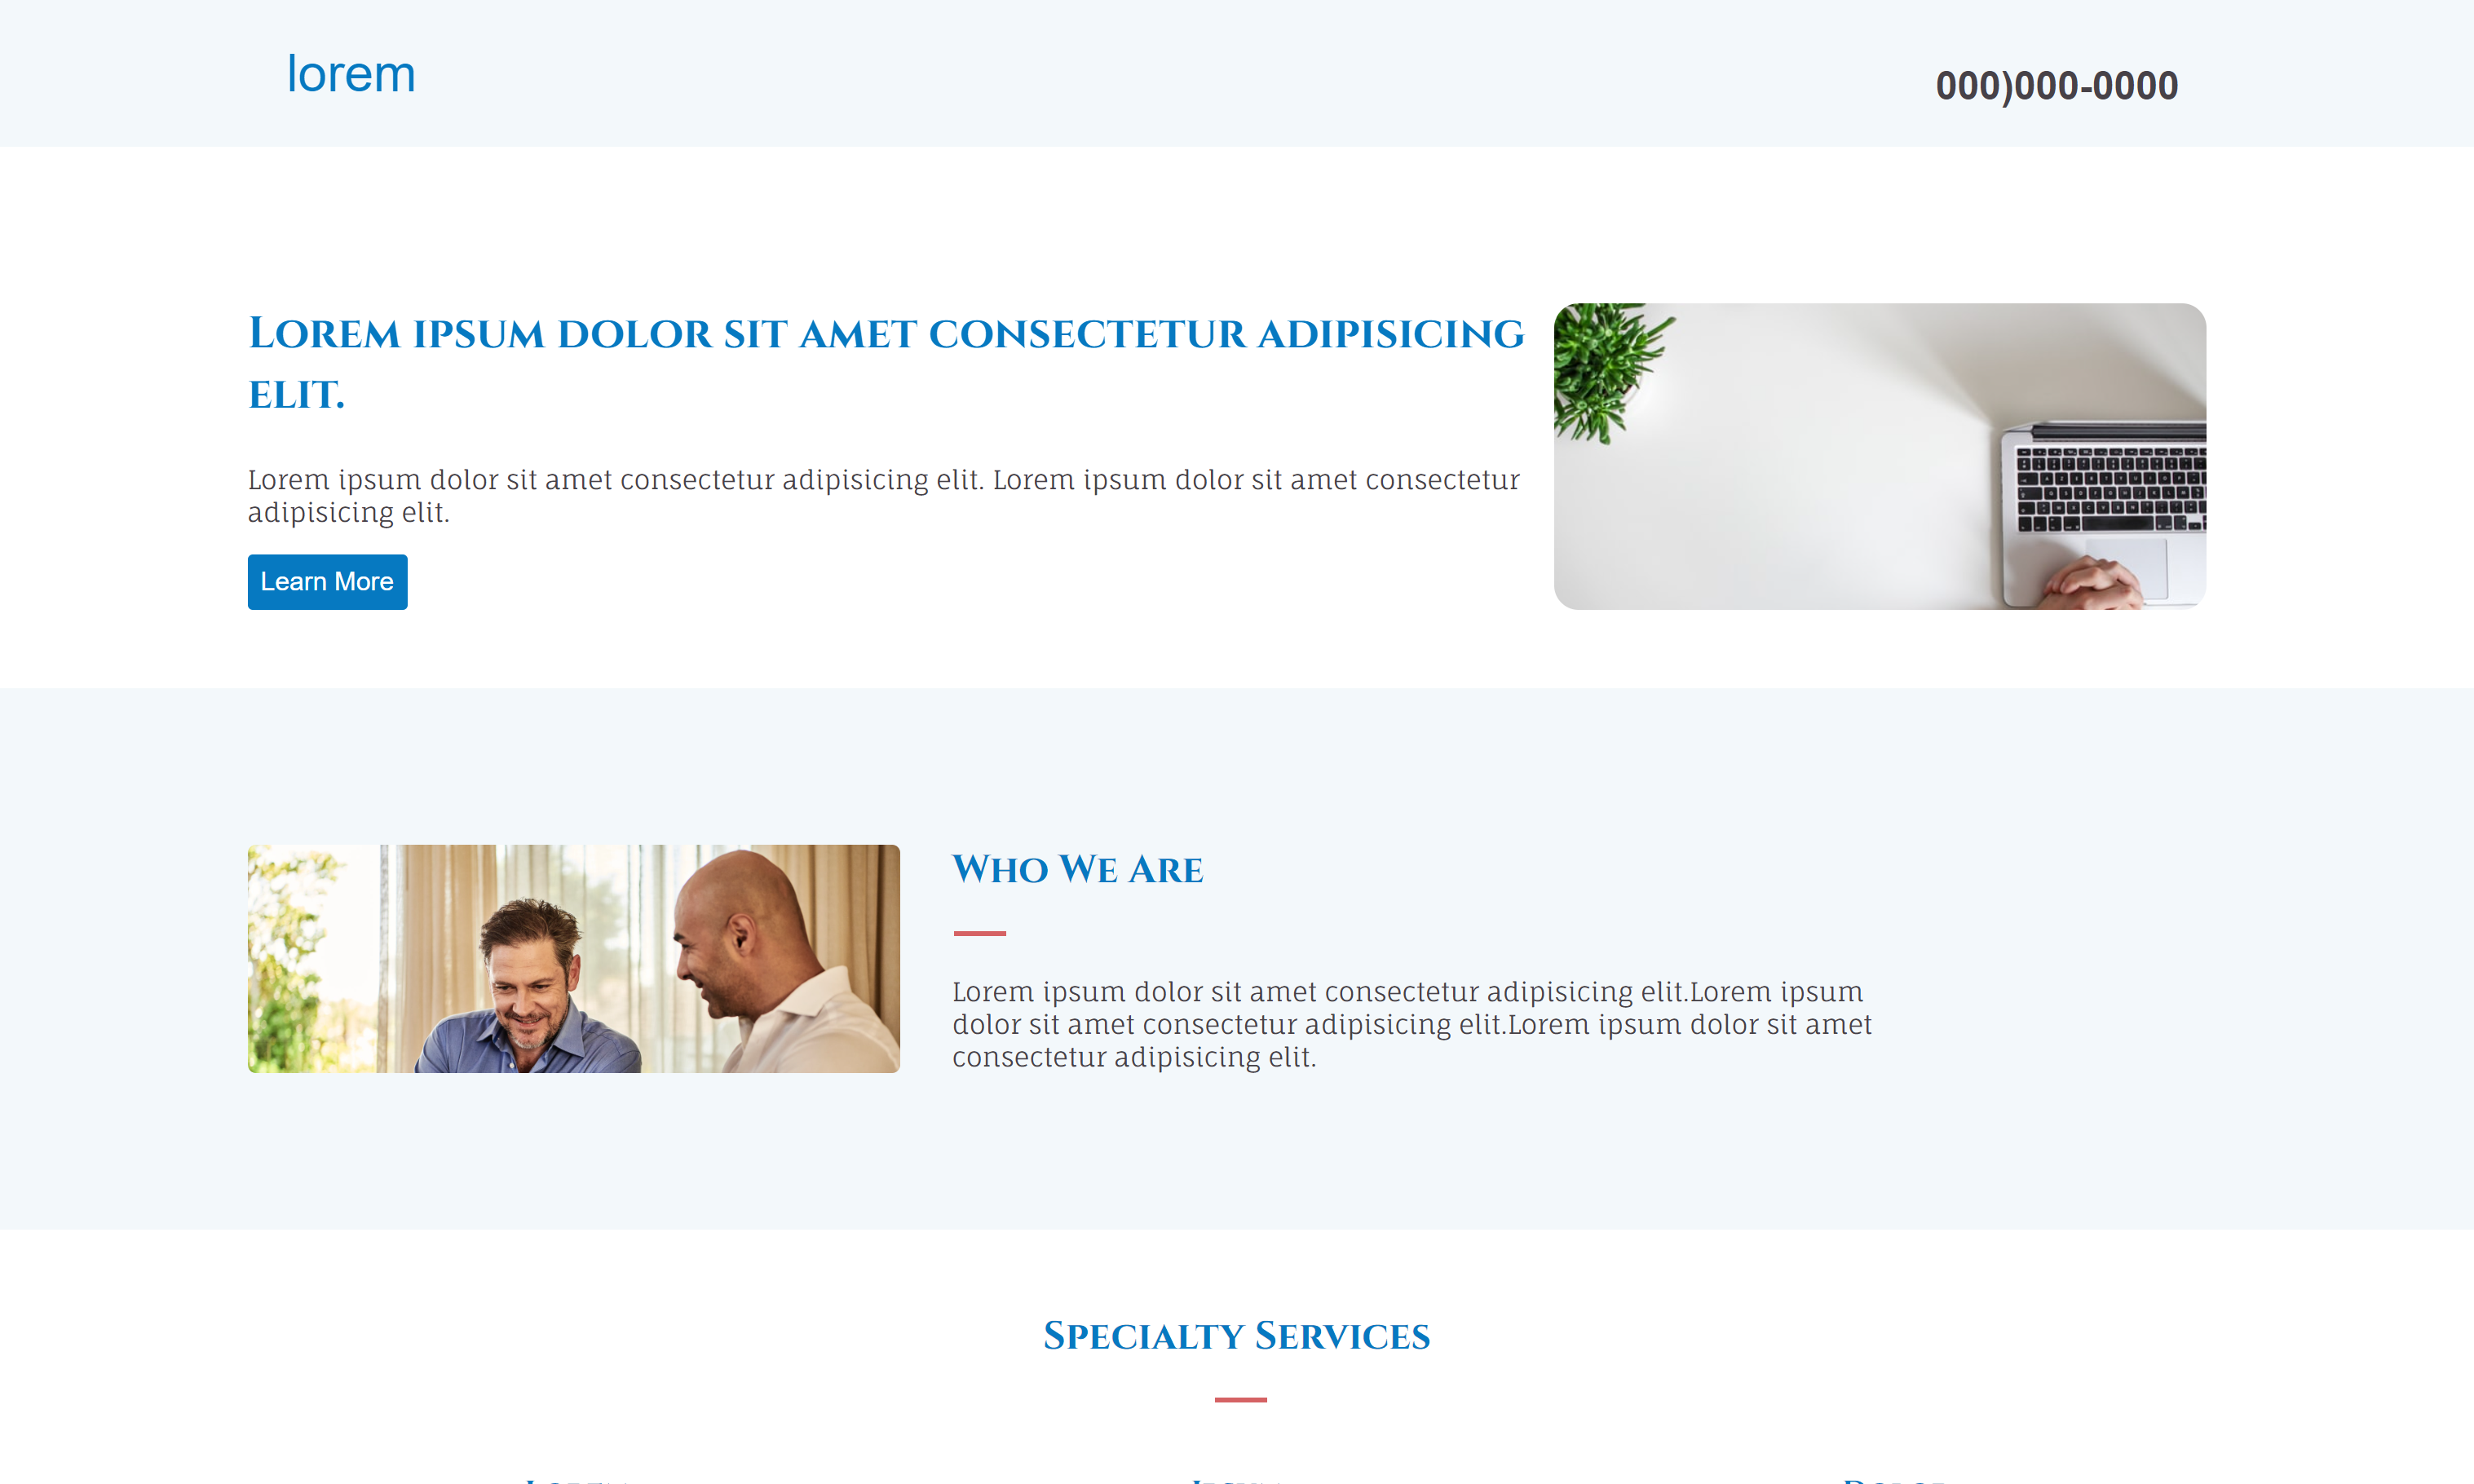 lorem
000)000-0000
Lorem ipsum dolor sit amet consectetur adipisicing
elit.
Lorem ipsum dolor sit amet consectetur adipisicing elit. Lorem ipsum dolor sit amet consectetur
adipisicing elit.
Learn More
Who We Are
Lorem ipsum dolor sit amet consectetur adipisicing elit.Lorem ipsum
dolor sit amet consectetur adipisicing elit.Lorem ipsum dolor sit amet
consectetur adipisicing elit.
Specialty Services